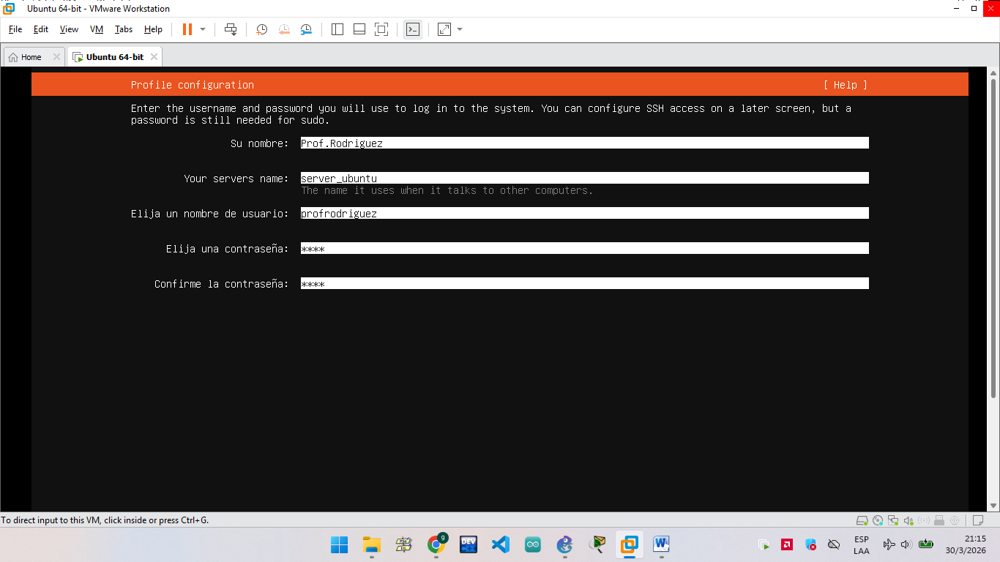 Ubuntu 64-bit - VMware Workstation
File Edit View VM Tabs Help
Home Ubuntu 64-bit
Profile configuration [ Help ]
Enter the username and password you will use to log in to the system. You can configure SSH access on a later screen, but a
password is still needed for sudo.
Su nombre: Prof.Rodriguez
Your servers name: server_ubuntu
The name it uses when it talks to other computers.
Elija un nombre de usuario: profrodriguez
Elija una contraseña: ****
Confirme la contraseña: ****
To direct input to this VM, click inside or press Ctrl+G.
g
DEV
ESP
LAA
21:15
30/3/2026